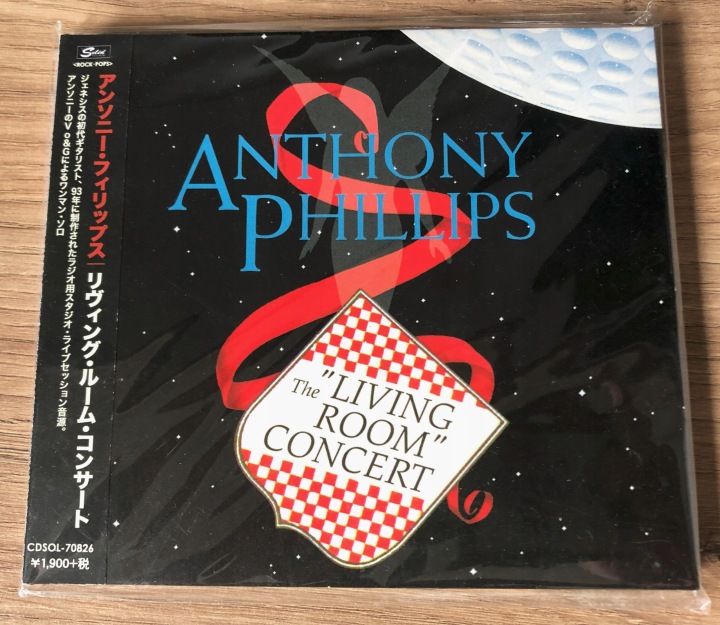 Solid
<ROCK・POPS>
アンソニー・フィリップス|リヴィング・ルーム・コンサート
ジェネシスの初代ギタリスト、93年に制作されたラジオ用スタジオ・ライブセッション音源。
アンソニーのVo&Gによるワンマン・ソロ
CDSOL-70826
¥1,900+税
ANTHONY
PHILLIPS
The "LIVING
ROOM"
CONCERT